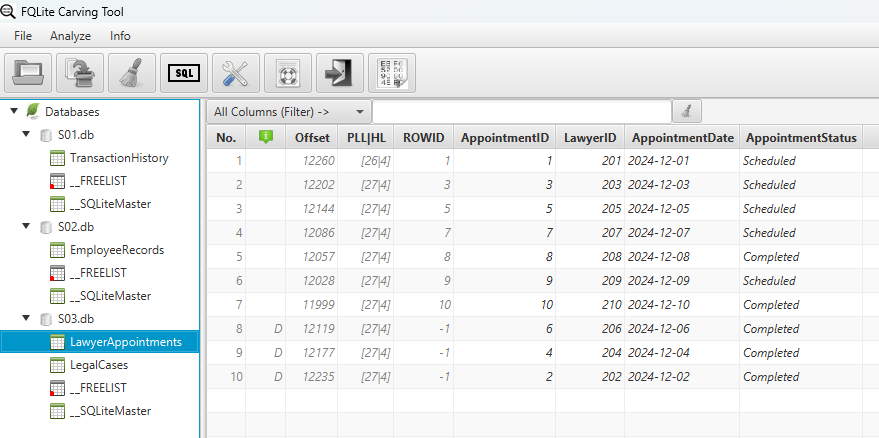 FQLite Carving Tool
File Analyze Info
SQL
Databases
S01.db
TransactionHistory
__FREELIST
__SQLiteMaster
S02.db
EmployeeRecords
__FREELIST
__SQLiteMaster
S03.db
LawyerAppointments
LegalCases
__FREELIST
__SQLiteMaster
All Columns (Filter) ->
No. Offset PLL|HL ROWID AppointmentID LawyerID AppointmentDate AppointmentStatus
1 12260 [26|4] 1 1 201 2024-12-01 Scheduled
2 12202 [27|4] 3 3 203 2024-12-03 Scheduled
3 12144 [27|4] 5 5 205 2024-12-05 Scheduled
4 12086 [27|4] 7 7 207 2024-12-07 Scheduled
5 12057 [27|4] 8 8 208 2024-12-08 Completed
6 12028 [27|4] 9 9 209 2024-12-09 Scheduled
7 11999 [27|4] 10 10 210 2024-12-10 Completed
8 D 12119 [27|4] -1 6 206 2024-12-06 Completed
9 D 12177 [27|4] -1 4 204 2024-12-04 Completed
10 D 12235 [27|4] -1 2 202 2024-12-02 Completed